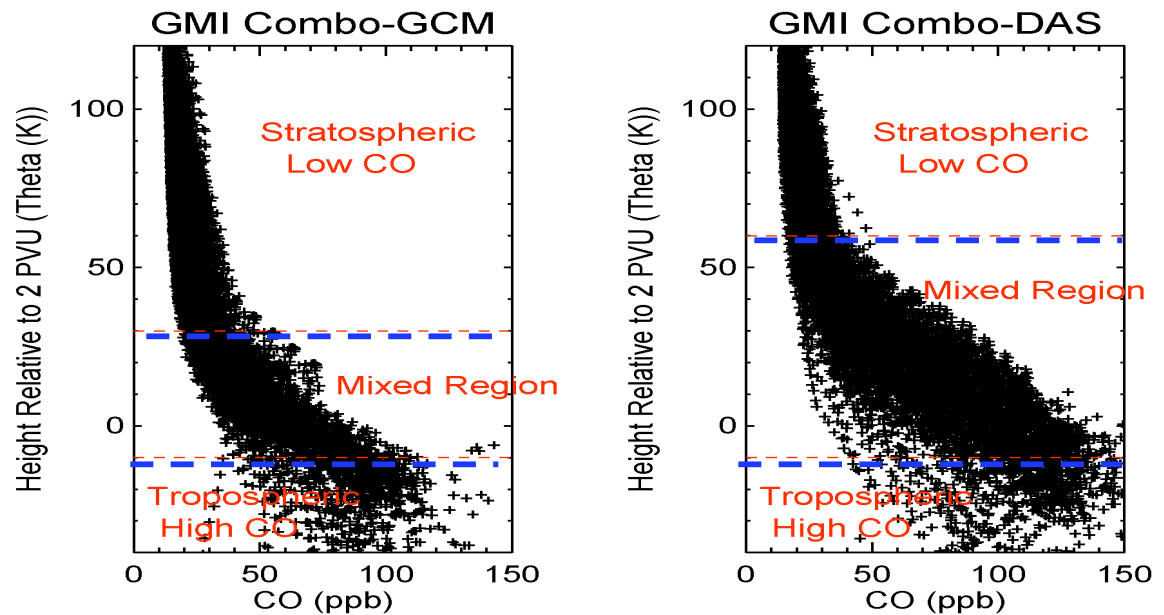 GMI Combo-GCM
Height Relative to 2 PVU (Theta (K))
100
50
0
Stratospheric
Low CO
Mixed Region
Tropospheric
High CO
0 50 100 150
CO (ppb)
GMI Combo-DAS
Height Relative to 2 PVU (Theta (K))
100
50
0
Stratospheric
Low CO
Mixed Region
Tropospheric
High CO
0 50 100 150
CO (ppb)